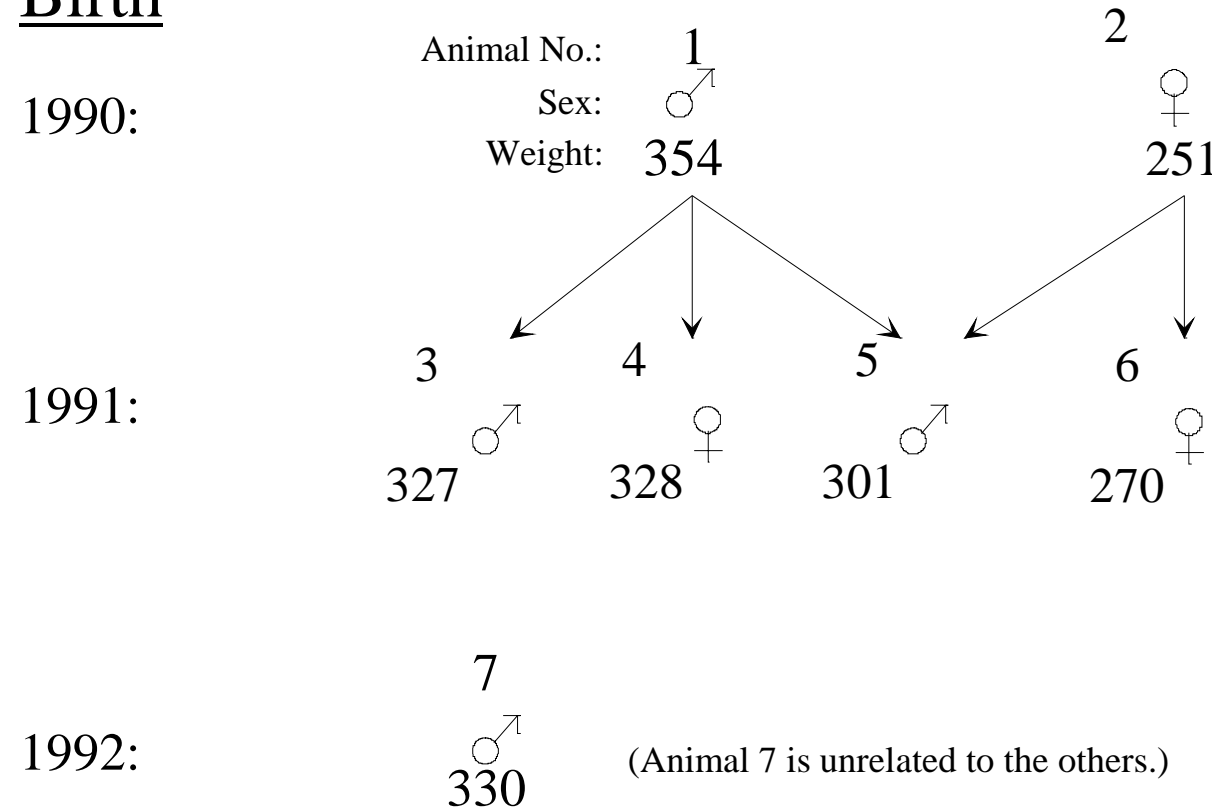 Birth
2
Animal No.: 1
Sex: ♂ ♀
1990:
Weight: 354 251
3 4 5 6
1991: ♂ ♀ ♂ ♀
327 328 301 270
7
1992: ♂ (Animal 7 is unrelated to the others.)
330